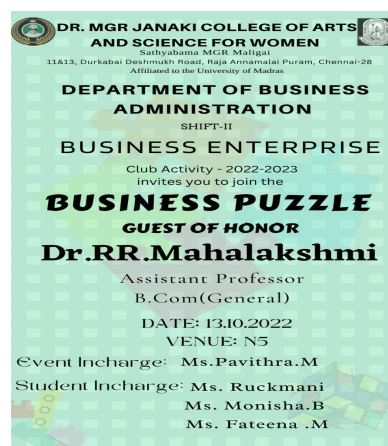 DR. MGR JANAKI COLLEGE OF ARTS
AND SCIENCE FOR WOMEN
Sathyabama MGR Maligai
11&13, Durkabai Deshmukh Road, Raja Annamalai Puram, Chennai-28
Affiliated to the University of Madras
DEPARTMENT OF BUSINESS
ADMINISTRATION
SHIFT-II
BUSINESS ENTERPRISE
Club Activity - 2022-2023
invites you to join the
BUSINESS PUZZLE
GUEST OF HONOR
Dr.RR.Mahalakshmi
Assistant Professor
B.Com(General)
DATE: 13.10.2022
VENUE: N5
Event Incharge: Ms.Pavithra.M
Student Incharge: Ms. Ruckmani
Ms. Monisha.B
Ms. Fateena .M